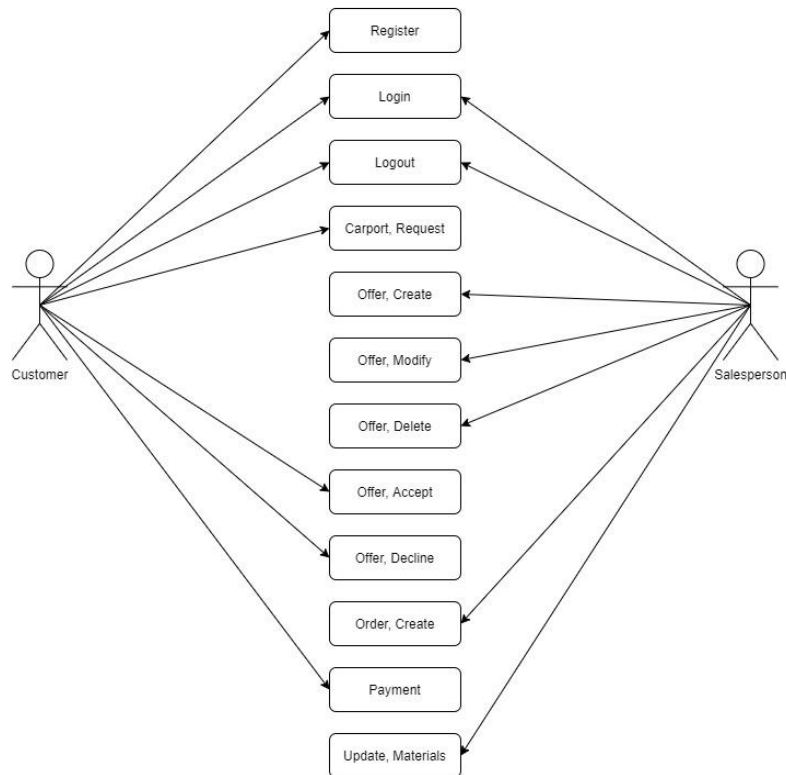 Register
Login
Logout
Carport, Request
Offer, Create
Offer, Modify
Customer
Salesperson
Offer, Delete
Offer, Accept
Offer, Decline
Order, Create
Payment
Update, Materials